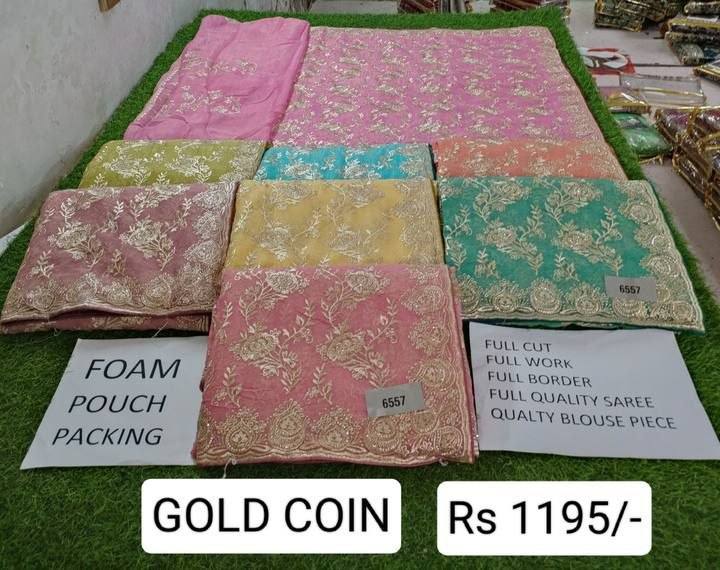 6557
6557
FOAM
POUCH
PACKING
FULL CUT
FULL WORK
FULL BORDER
FULL QUALITY SAREE
QUALTY BLOUSE PIECE
GOLD COIN
Rs 1195/-